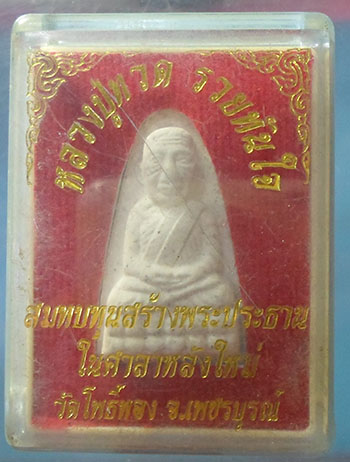 หลวงปู่ทวด รวยทันใจ
สมทบทุนสร้างพระประธาน
ในศาลาหลังใหม่
วัดโพธิ์ทอง จ.เพชรบูรณ์